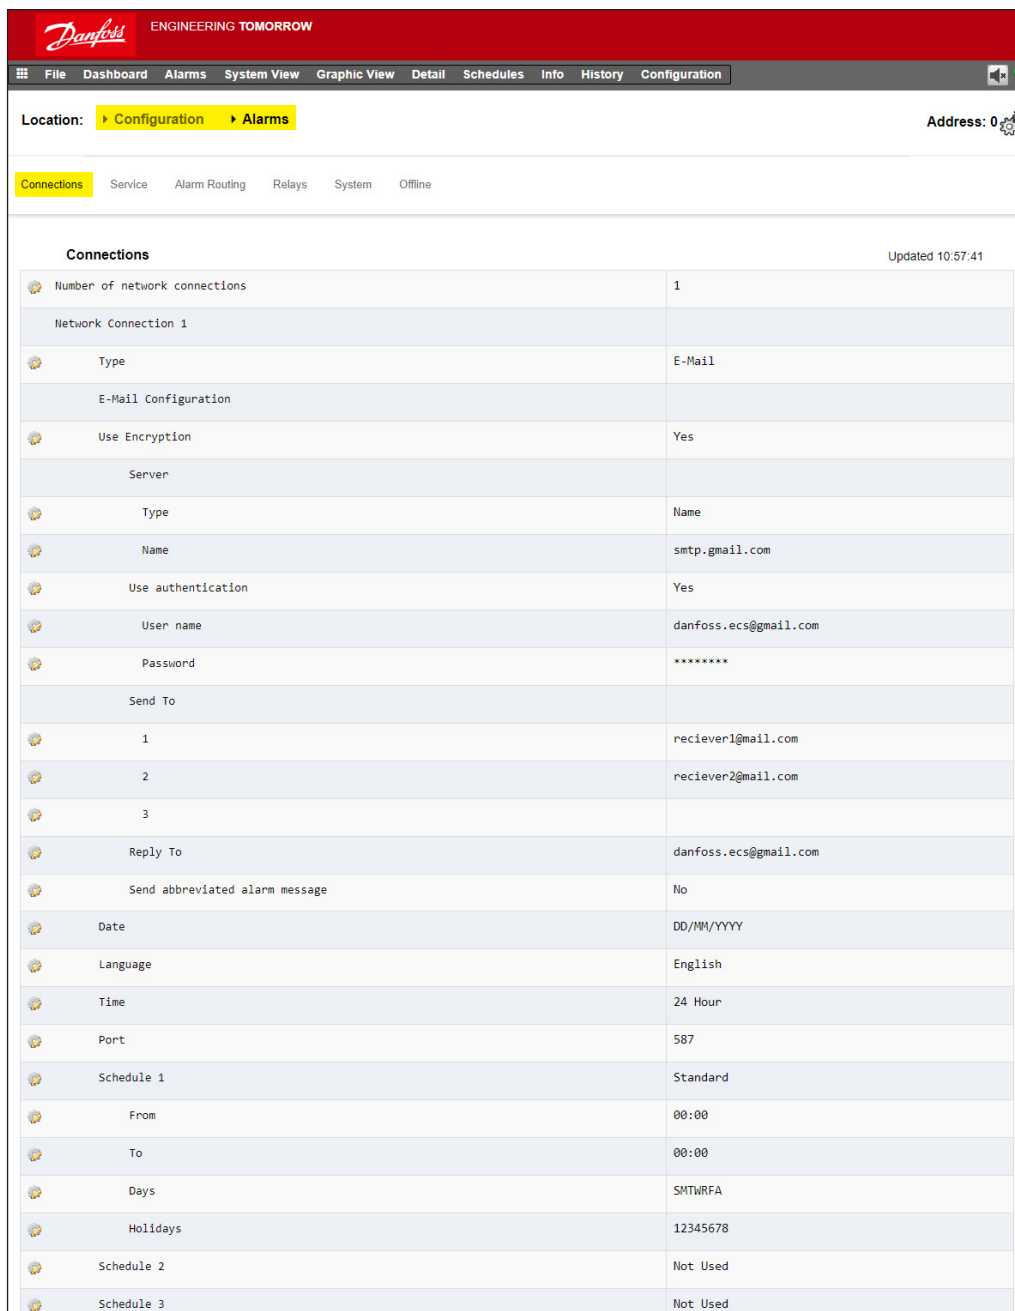 Danfoss ENGINEERING TOMORROW
File Dashboard Alarms System View Graphic View Detail Schedules Info History Configuration
Location: Configuration Alarms Address: 0
Connections Service Alarm Routing Relays System Offline
Connections Updated 10:57:41
Number of network connections 1
Network Connection 1
Type E-Mail
E-Mail Configuration
Use Encryption Yes
Server
Type Name
Name smtp.gmail.com
Use authentication Yes
User name danfoss.ecs@gmail.com
Password ********
Send To
1 reciever1@mail.com
2 reciever2@mail.com
3
Reply To danfoss.ecs@gmail.com
Send abbreviated alarm message No
Date DD/MM/YYYY
Language English
Time 24 Hour
Port 587
Schedule 1 Standard
From 00:00
To 00:00
Days SMTWRFA
Holidays 12345678
Schedule 2 Not Used
Schedule 3 Not Used